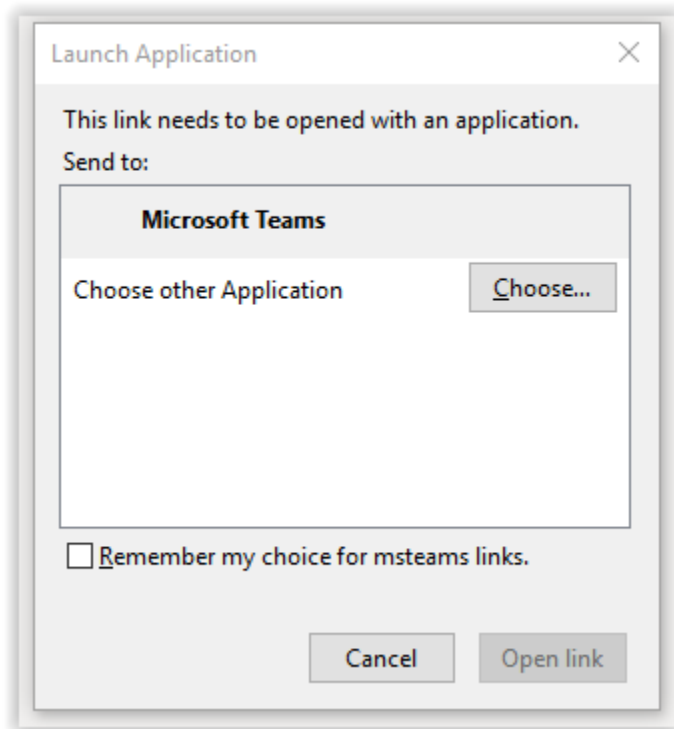 Launch Application
This link needs to be opened with an application.
Send to:
Microsoft Teams
Choose other Application
Choose...
Remember my choice for msteams links.
Cancel
Open link